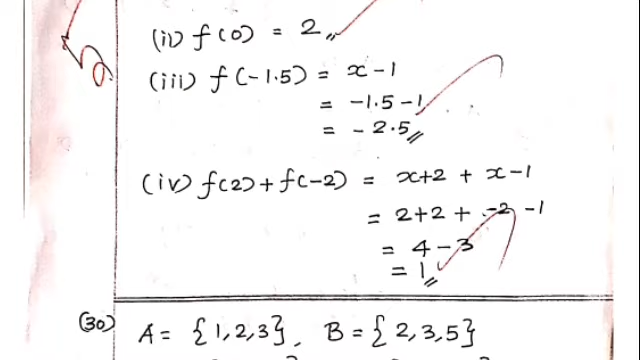 (ii) f(0) = 2
(iii) f(-1.5) = x-1
= -1.5-1
= -2.5
(iv) f(2) + f(-2) = x+2 + x-1
= 2+2 + -2 -1
= 4-3
= 1
(30) A = {1,2,3}, B = {2,3,5}